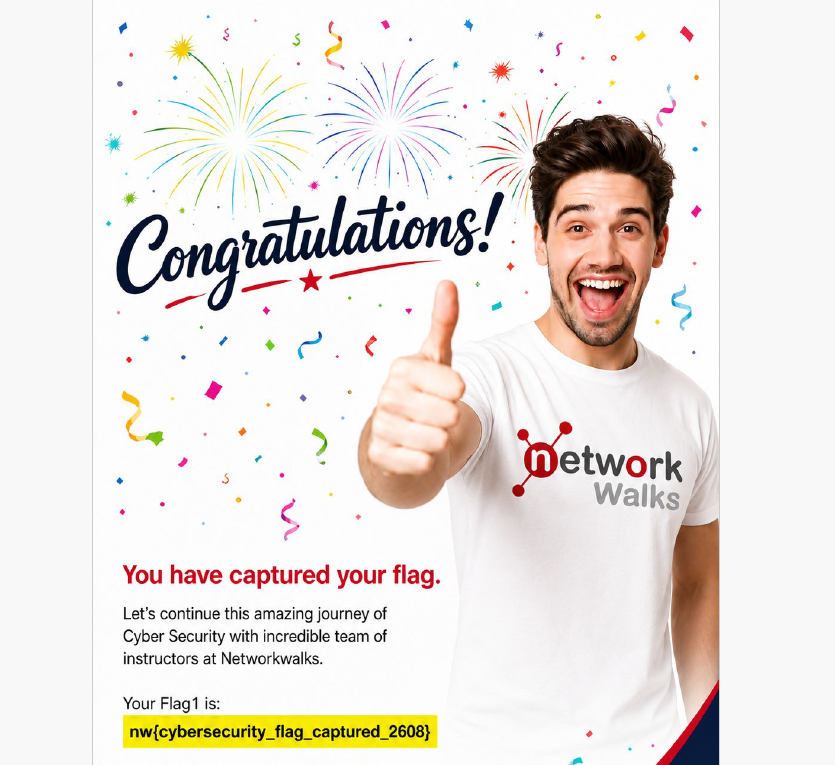 Congratulations!
network
Walks
You have captured your flag.
Let's continue this amazing journey of
Cyber Security with incredible team of
instructors at Networkwalks.
Your Flag1 is:
nw{cybersecurity_flag_captured_2608}